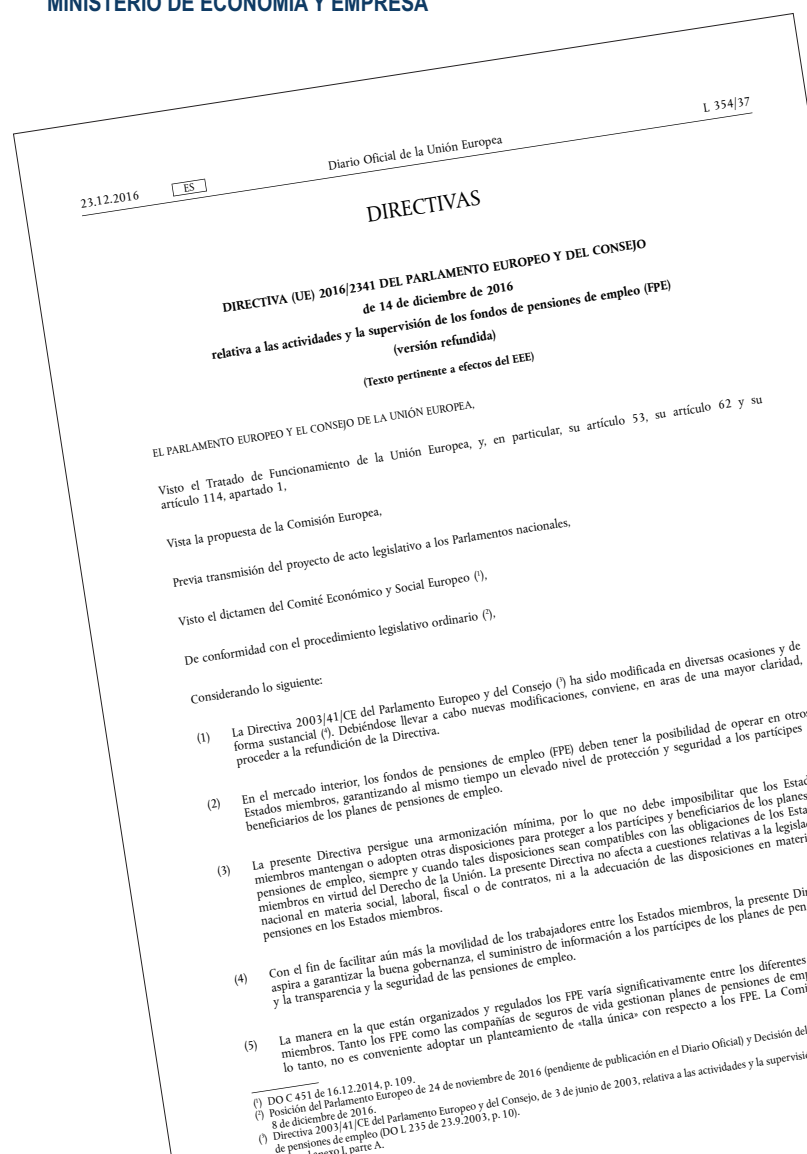 MINISTERIO DE ECONOMÍA Y EMPRESA
L 354/37
Diario Oficial de la Unión Europea
23.12.2016 ES
DIRECTIVAS
DIRECTIVA (UE) 2016/2341 DEL PARLAMENTO EUROPEO Y DEL CONSEJO
de 14 de diciembre de 2016
relativa a las actividades y la supervisión de los fondos de pensiones de empleo (FPE)
(versión refundida)
(Texto pertinente a efectos del EEE)
EL PARLAMENTO EUROPEO Y EL CONSEJO DE LA UNIÓN EUROPEA,
Visto el Tratado de Funcionamiento de la Unión Europea, y, en particular, su artículo 53, su artículo 62 y su
artículo 114, apartado 1,
Vista la propuesta de la Comisión Europea,
Previa transmisión del proyecto de acto legislativo a los Parlamentos nacionales,
Visto el dictamen del Comité Económico y Social Europeo (¹),
De conformidad con el procedimiento legislativo ordinario (²),
Considerando lo siguiente:
(1) La Directiva 2003/41/CE del Parlamento Europeo y del Consejo (³) ha sido modificada en diversas ocasiones y de
forma sustancial (⁴). Debiéndose llevar a cabo nuevas modificaciones, conviene, en aras de una mayor claridad,
proceder a la refundición de la Directiva.
(2) En el mercado interior, los fondos de pensiones de empleo (FPE) deben tener la posibilidad de operar en otro
Estados miembros, garantizando al mismo tiempo un elevado nivel de protección y seguridad a los partícipes
beneficiarios de los planes de pensiones de empleo.
(3) La presente Directiva persigue una armonización mínima, por lo que no debe imposibilitar que los Estad
miembros mantengan o adopten otras disposiciones para proteger a los partícipes y beneficiarios de los planes
pensiones de empleo, siempre y cuando tales disposiciones sean compatibles con las obligaciones de los Esta
miembros en virtud del Derecho de la Unión. La presente Directiva no afecta a cuestiones relativas a la legisla
nacional en materia social, laboral, fiscal o de contratos, ni a la adecuación de las disposiciones en materi
pensiones en los Estados miembros.
(4) Con el fin de facilitar aún más la movilidad de los trabajadores entre los Estados miembros, la presente Dir
aspira a garantizar la buena gobernanza, el suministro de información a los partícipes de los planes de pen
y la transparencia y la seguridad de las pensiones de empleo.
(5) La manera en la que están organizados y regulados los FPE varía significativamente entre los diferentes
miembros. Tanto los FPE como las compañías de seguros de vida gestionan planes de pensiones de emp
lo tanto, no es conveniente adoptar un planteamiento de «talla única» con respecto a los FPE. La Comi
(¹) DO C 451 de 16.12.2014, p. 109.
(²) Posición del Parlamento Europeo de 24 de noviembre de 2016 (pendiente de publicación en el Diario Oficial) y Decisión del
8 de diciembre de 2016.
(³) Directiva 2003/41/CE del Parlamento Europeo y del Consejo, de 3 de junio de 2003, relativa a las actividades y la supervisi
de pensiones de empleo (DO L 235 de 23.9.2003, p. 10).
anexo I, parte A.